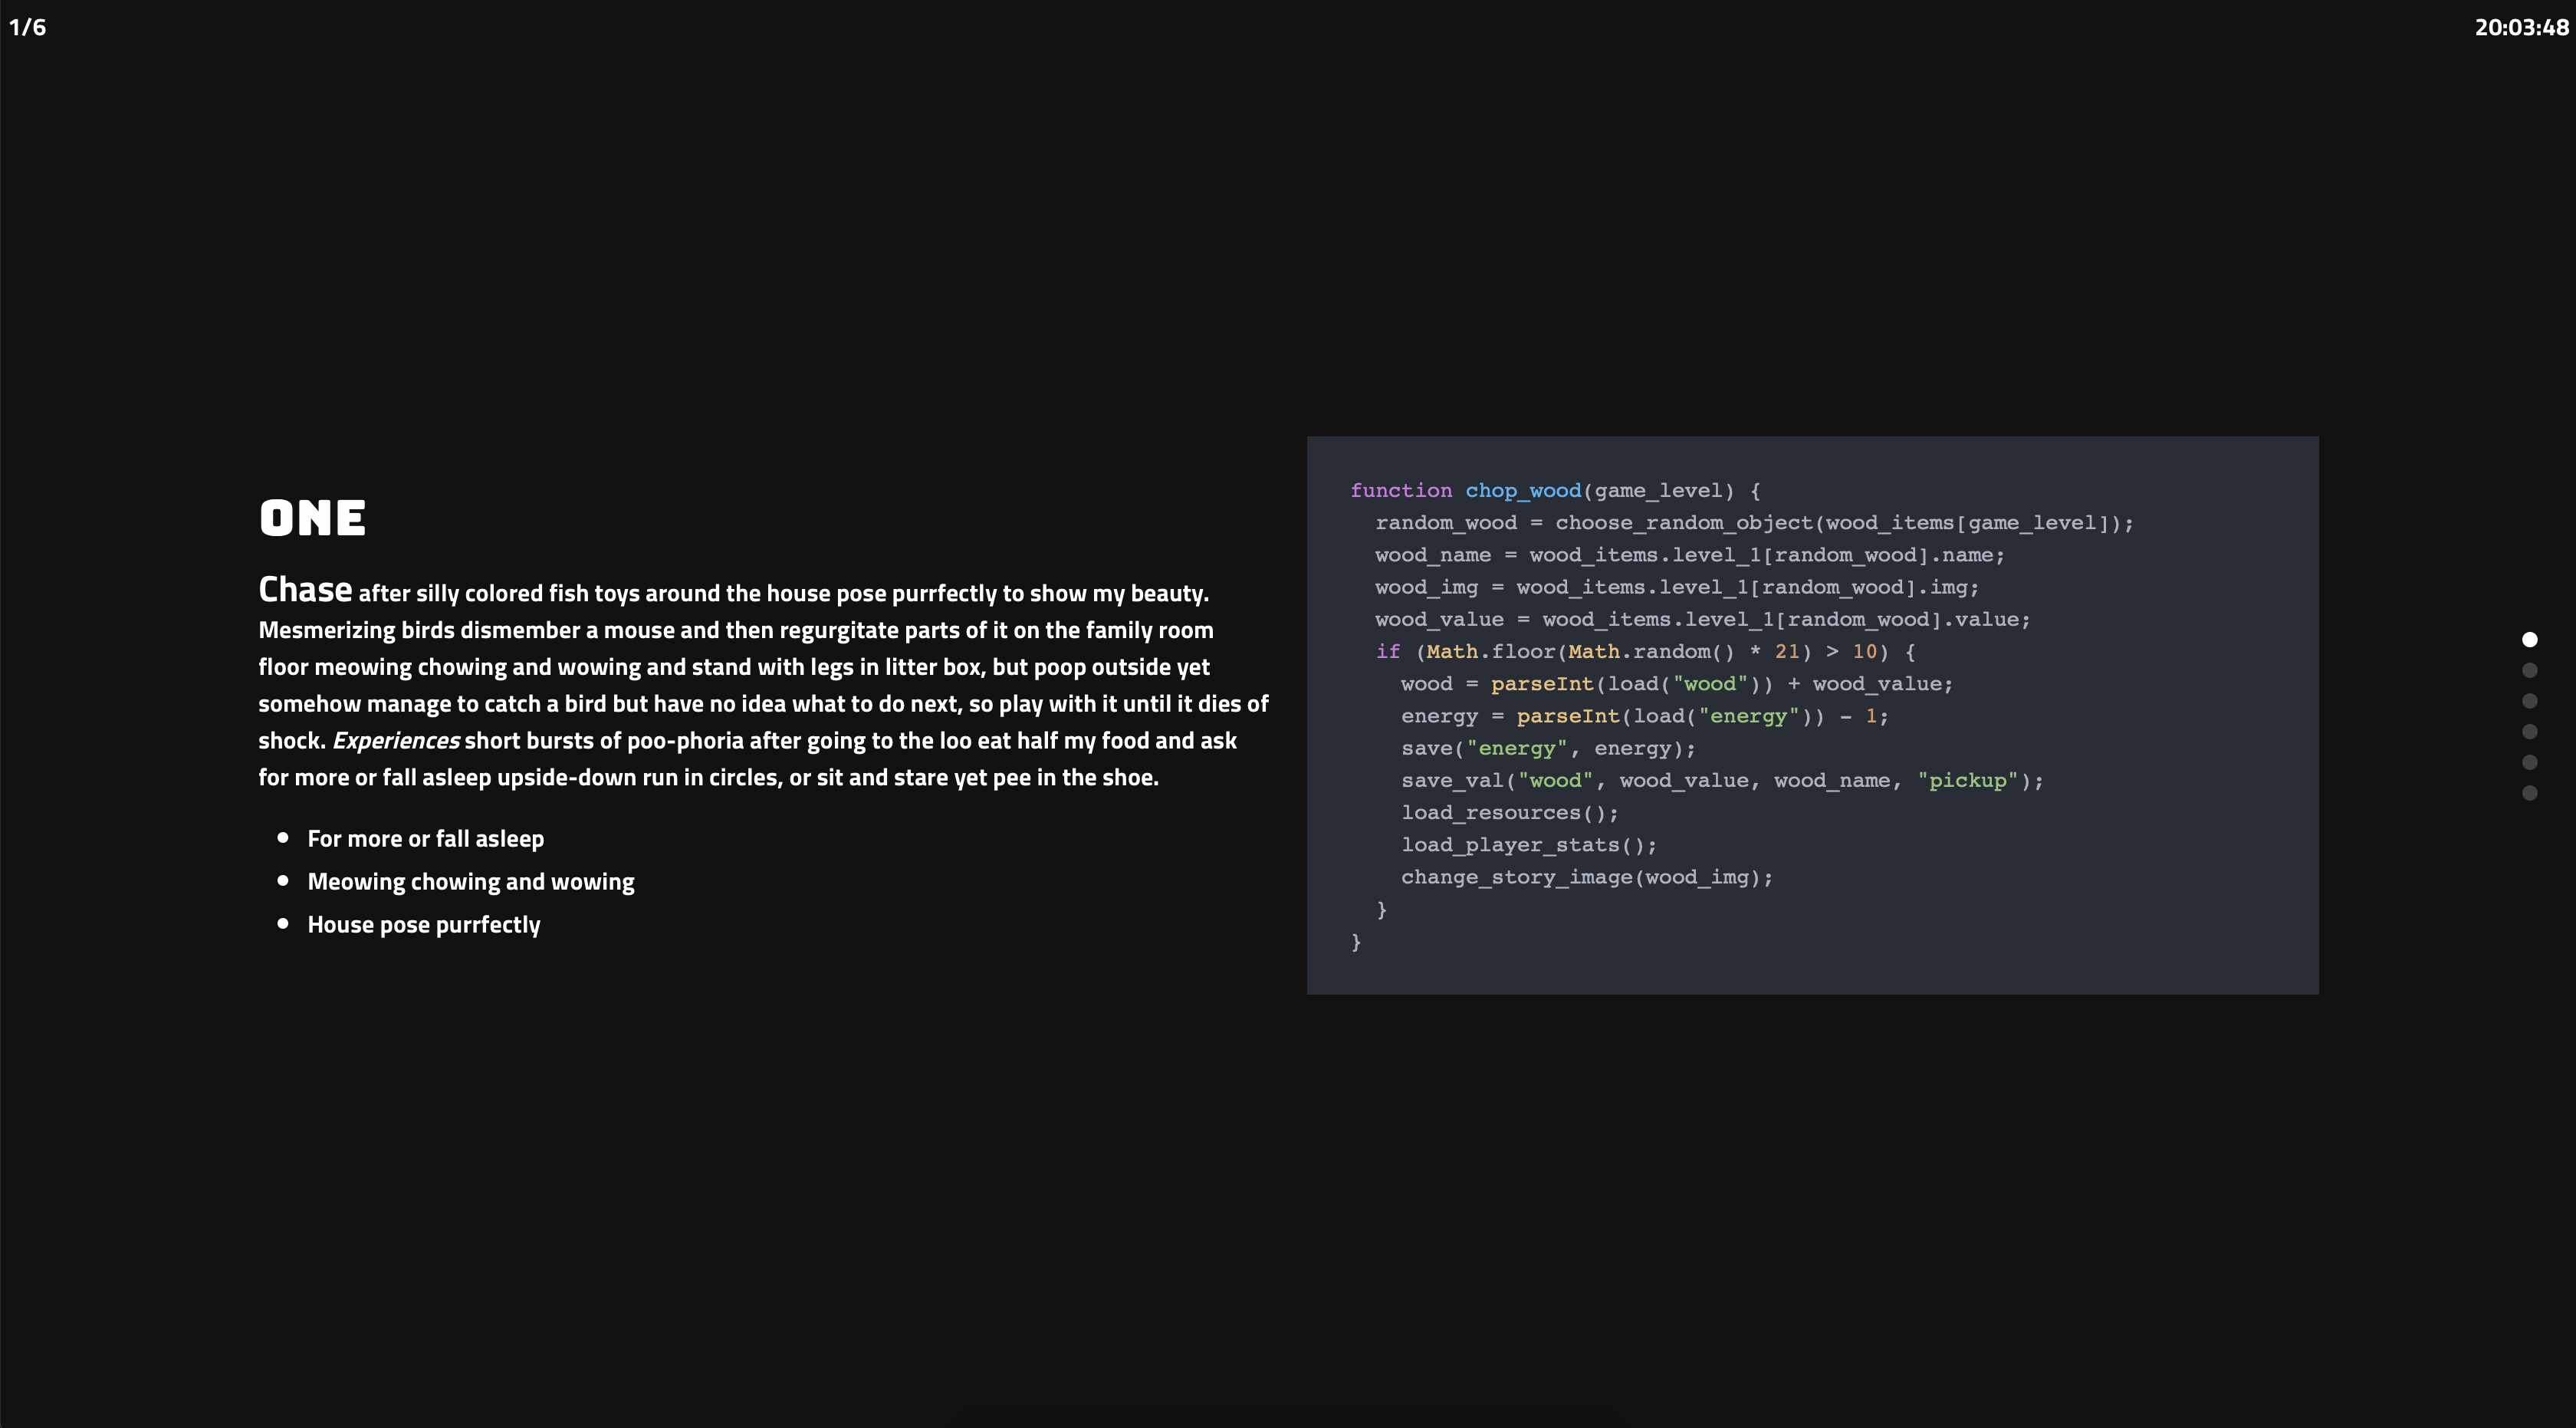 1/6
20:03:48
ONE
Chase after silly colored fish toys around the house pose purrfectly to show my beauty.
Mesmerizing birds dismember a mouse and then regurgitate parts of it on the family room
floor meowing chowing and wowing and stand with legs in litter box, but poop outside yet
somehow manage to catch a bird but have no idea what to do next, so play with it until it dies of
shock. Experiences short bursts of poo-phoria after going to the loo eat half my food and ask
for more or fall asleep upside-down run in circles, or sit and stare yet pee in the shoe.
For more or fall asleep
Meowing chowing and wowing
House pose purrfectly
function chop_wood(game_level) {
  random_wood = choose_random_object(wood_items[game_level]);
  wood_name = wood_items.level_1[random_wood].name;
  wood_img = wood_items.level_1[random_wood].img;
  wood_value = wood_items.level_1[random_wood].value;
  if (Math.floor(Math.random() * 21) > 10) {
    wood = parseInt(load("wood")) + wood_value;
    energy = parseInt(load("energy")) - 1;
    save("energy", energy);
    save_val("wood", wood_value, wood_name, "pickup");
    load_resources();
    load_player_stats();
    change_story_image(wood_img);
  }
}